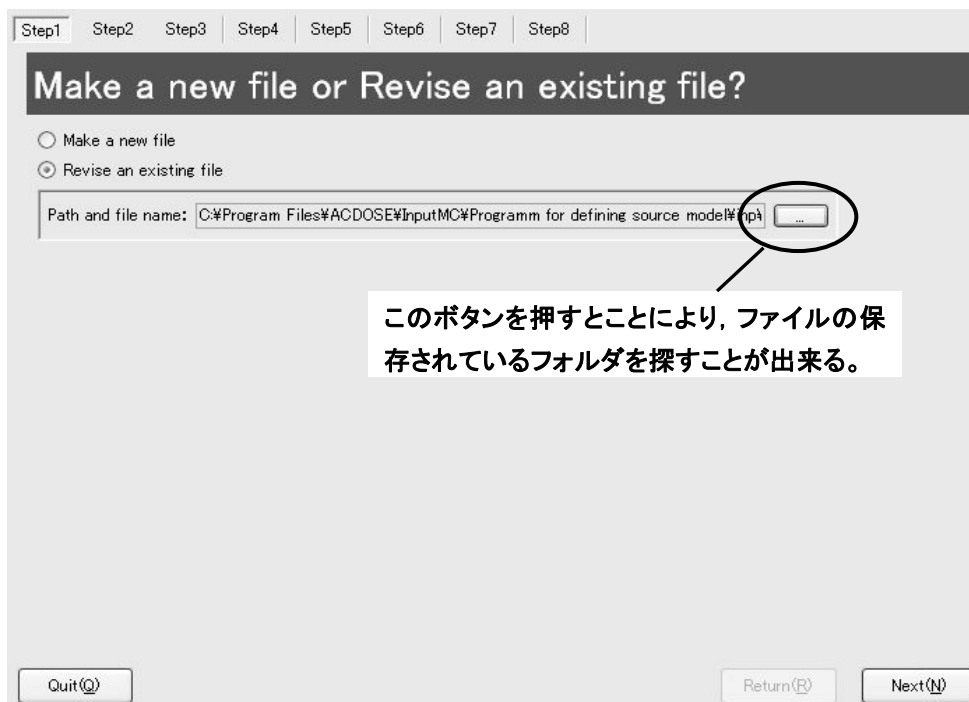 Step1 Step2 Step3 Step4 Step5 Step6 Step7 Step8
Make a new file or Revise an existing file?
Make a new file
Revise an existing file
Path and file name: C:¥Program Files¥ACDOSE¥InputMC¥Programm for defining source model¥inp¥ ...
このボタンを押すとことにより，ファイルの保
存されているフォルダを探すことが出来る。
Quit(Q) Return(R) Next(N)